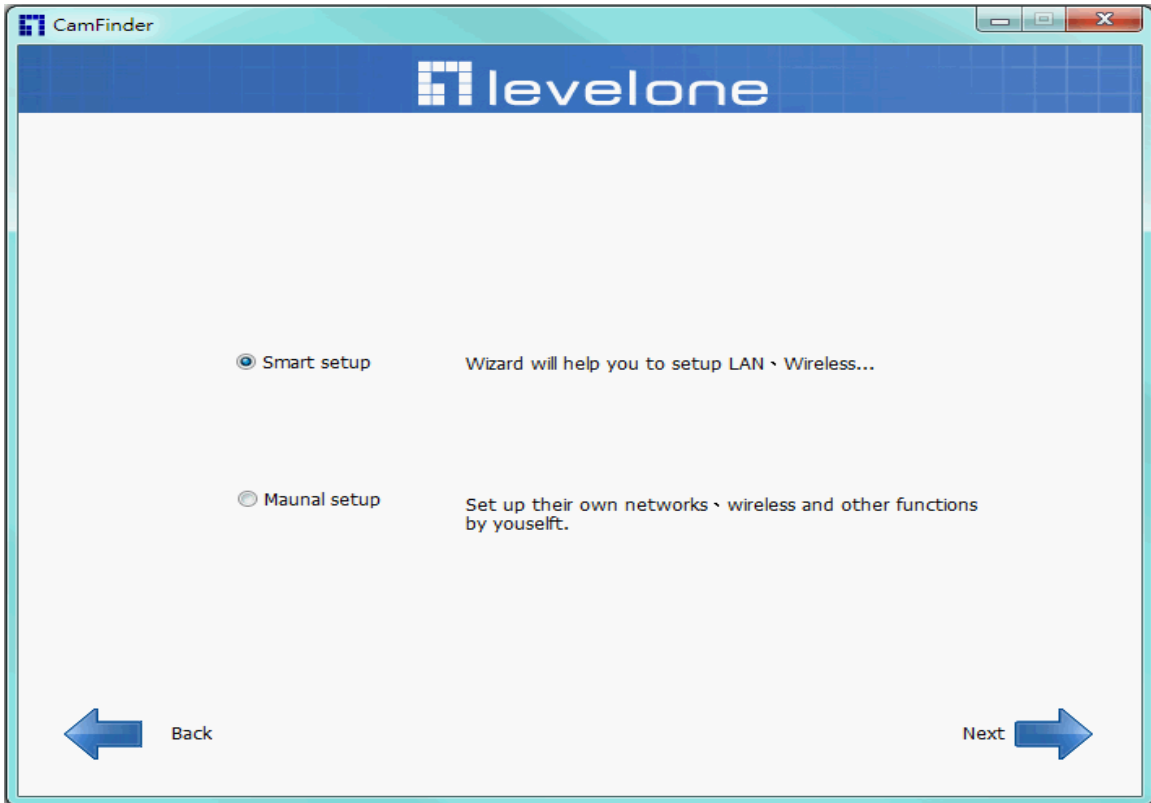 CamFinder
levelone
Smart setup
Wizard will help you to setup LAN、Wireless...
Maunal setup
Set up their own networks、wireless and other functions
by youselft.
Back
Next